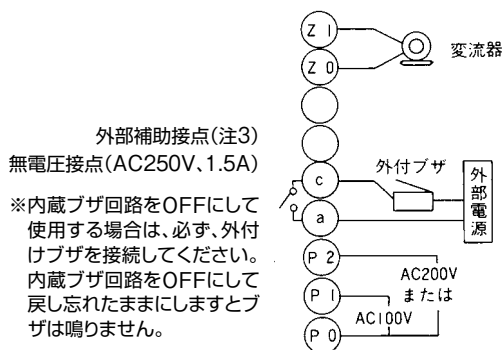 Z1
変流器
Z0
外部補助接点(注3)
無電圧接点(AC250V、1.5A)
外付ブザ
c
外部電源
a
※内蔵ブザ回路をOFFにして
使用する場合は、必ず、外付
けブザを接続してください。
内蔵ブザ回路をOFFにして
戻し忘れたままにしますとブ
ザは鳴りません。
P2
AC200V
または
P1
AC100V
P0